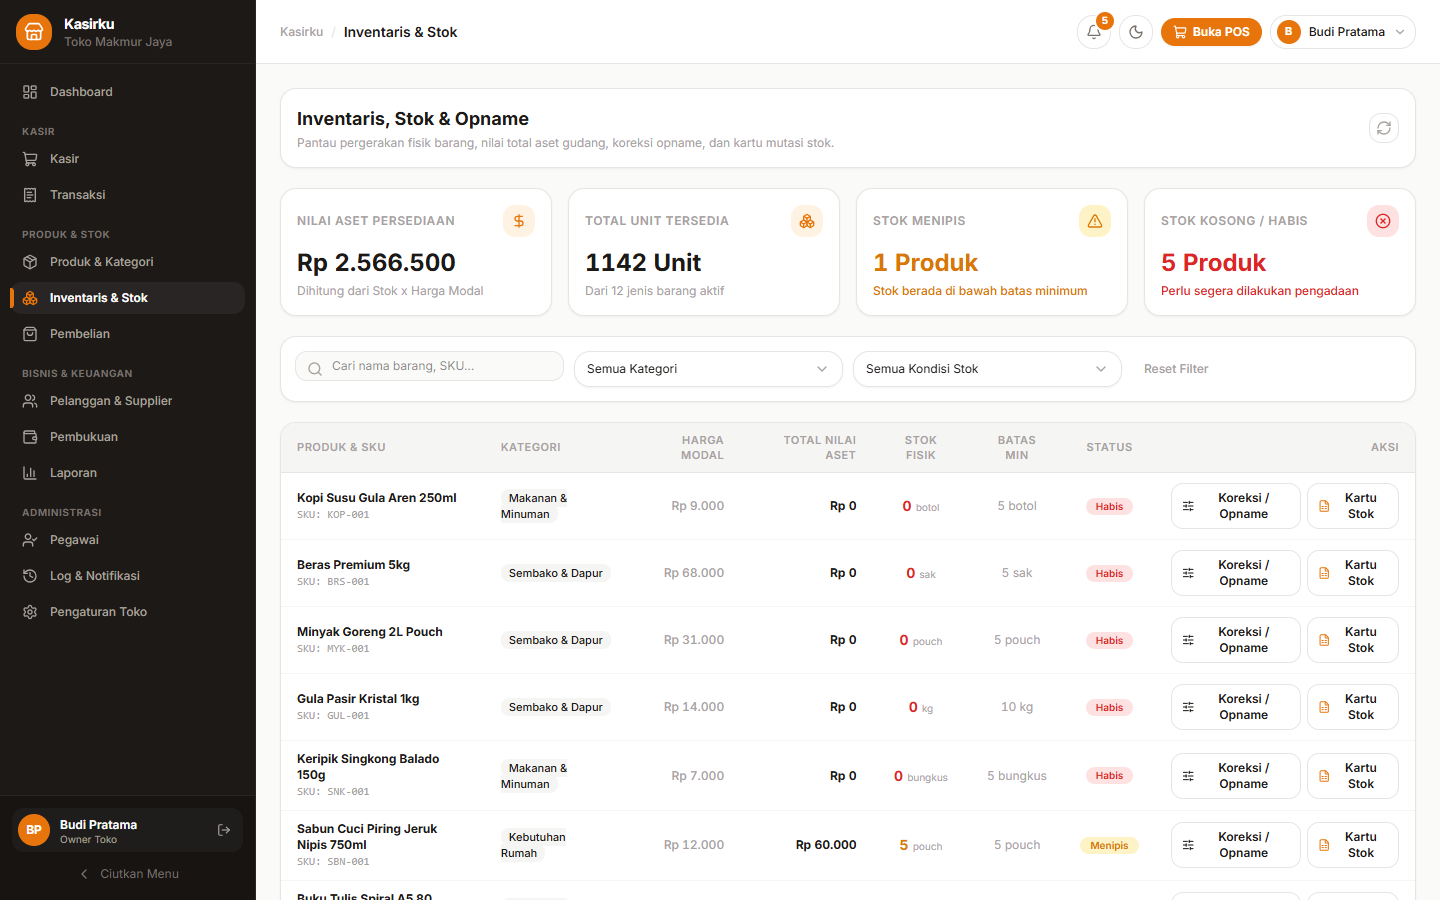 Kasirku
Toko Makmur Jaya
Dashboard
KASIR
Kasir
Transaksi
PRODUK & STOK
Produk & Kategori
Inventaris & Stok
Pembelian
BISNIS & KEUANGAN
Pelanggan & Supplier
Pembukuan
Laporan
ADMINISTRASI
Pegawai
Log & Notifikasi
Pengaturan Toko
BP
Budi Pratama
Owner Toko
Ciutkan Menu
Kasirku / Inventaris & Stok
5
Buka POS
B
Budi Pratama
Inventaris, Stok & Opname
Pantau pergerakan fisik barang, nilai total aset gudang, koreksi opname, dan kartu mutasi stok.
NILAI ASET PERSEDIAAN
Rp 2.566.500
Dihitung dari Stok x Harga Modal
TOTAL UNIT TERSEDIA
1142 Unit
Dari 12 jenis barang aktif
STOK MENIPIS
1 Produk
Stok berada di bawah batas minimum
STOK KOSONG / HABIS
5 Produk
Perlu segera dilakukan pengadaan
Cari nama barang, SKU...
Semua Kategori
Semua Kondisi Stok
Reset Filter
PRODUK & SKU
KATEGORI
HARGA
MODAL
TOTAL NILAI
ASET
STOK
FISIK
BATAS
MIN
STATUS
AKSI
Kopi Susu Gula Aren 250ml
SKU: KOP-001
Makanan &
Minuman
Rp 9.000
Rp 0
0 botol
5 botol
Habis
Koreksi /
Opname
Kartu
Stok
Beras Premium 5kg
SKU: BRS-001
Sembako & Dapur
Rp 68.000
Rp 0
0 sak
5 sak
Habis
Koreksi /
Opname
Kartu
Stok
Minyak Goreng 2L Pouch
SKU: MYK-001
Sembako & Dapur
Rp 31.000
Rp 0
0 pouch
5 pouch
Habis
Koreksi /
Opname
Kartu
Stok
Gula Pasir Kristal 1kg
SKU: GUL-001
Sembako & Dapur
Rp 14.000
Rp 0
0 kg
10 kg
Habis
Koreksi /
Opname
Kartu
Stok
Keripik Singkong Balado
150g
SKU: SNK-001
Makanan &
Minuman
Rp 7.000
Rp 0
0 bungkus
5 bungkus
Habis
Koreksi /
Opname
Kartu
Stok
Sabun Cuci Piring Jeruk
Nipis 750ml
SKU: SBN-001
Kebutuhan
Rumah
Rp 12.000
Rp 60.000
5 pouch
5 pouch
Menipis
Koreksi /
Opname
Kartu
Stok
Buku Tulis Spiral A5 80